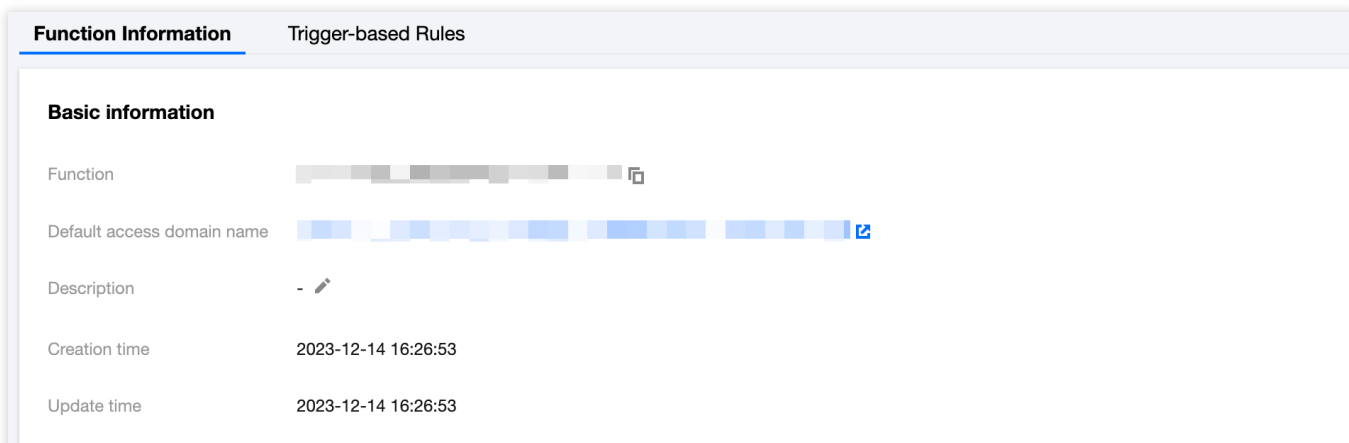 Function Information Trigger-based Rules
Basic information
Function
Default access domain name
Description -
Creation time 2023-12-14 16:26:53
Update time 2023-12-14 16:26:53